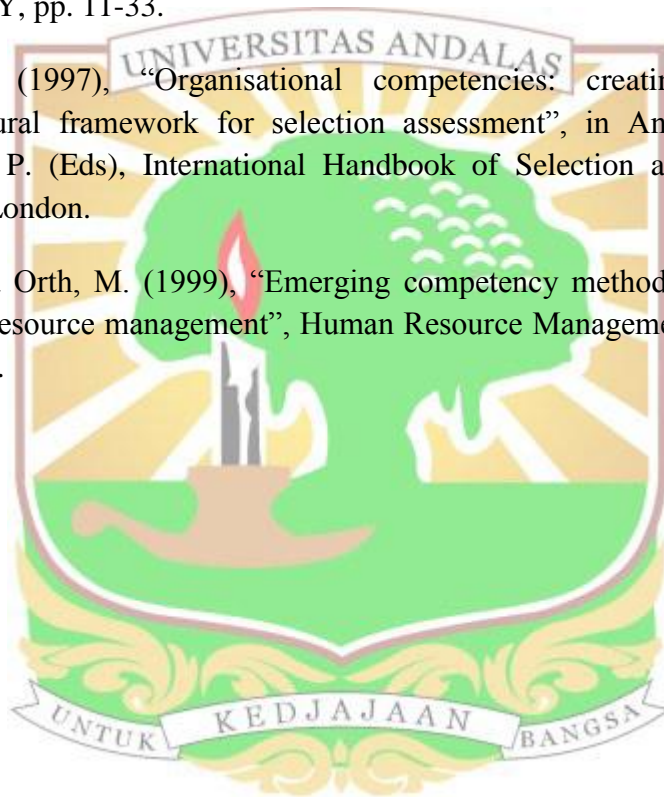 Y, pp. 11-33.
UNIVERSITAS ANDALAS
(1997), “Organisational competencies: creatin
ural framework for selection assessment”, in An
P. (Eds), International Handbook of Selection a
London.
Orth, M. (1999), “Emerging competency method
resource management”, Human Resource Manageme
.
UNTUK KEDJAJAAN BANGSA